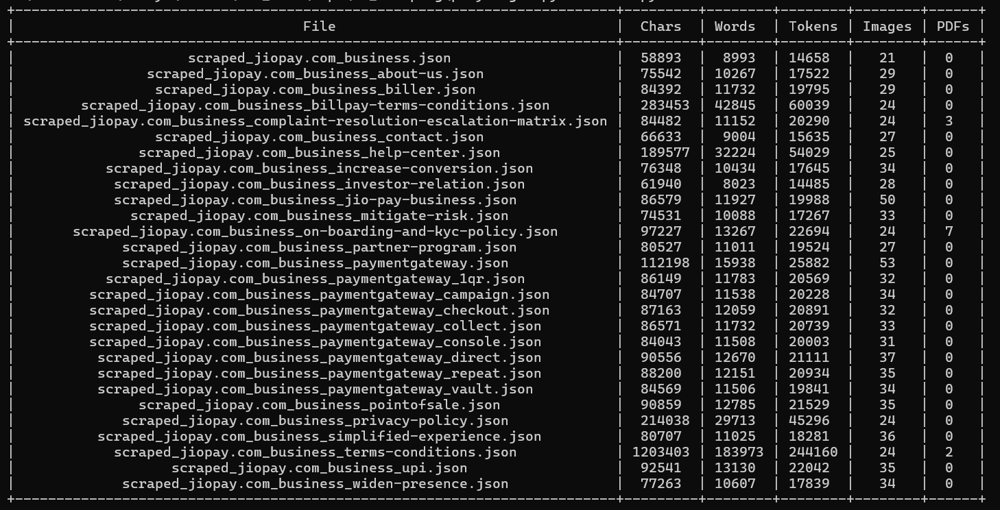 | File | Chars | Words | Tokens | Images | PDFs |
| scraped_jiopay.com_business.json | 58893 | 8993 | 14658 | 21 | 0 |
| scraped_jiopay.com_business_about-us.json | 75542 | 10267 | 17522 | 29 | 0 |
| scraped_jiopay.com_business_biller.json | 84392 | 11732 | 19795 | 29 | 0 |
| scraped_jiopay.com_business_billpay-terms-conditions.json | 283453 | 42845 | 60039 | 24 | 0 |
| scraped_jiopay.com_business_complaint-resolution-escalation-matrix.json | 84482 | 11152 | 20290 | 24 | 3 |
| scraped_jiopay.com_business_contact.json | 66633 | 9004 | 15635 | 27 | 0 |
| scraped_jiopay.com_business_help-center.json | 189577 | 32224 | 54029 | 25 | 0 |
| scraped_jiopay.com_business_increase-conversion.json | 76348 | 10434 | 17645 | 34 | 0 |
| scraped_jiopay.com_business_investor-relation.json | 61940 | 8023 | 14485 | 28 | 0 |
| scraped_jiopay.com_business_jio-pay-business.json | 86579 | 11927 | 19988 | 50 | 0 |
| scraped_jiopay.com_business_mitigate-risk.json | 74531 | 10088 | 17267 | 33 | 0 |
| scraped_jiopay.com_business_on-boarding-and-kyc-policy.json | 97227 | 13267 | 22694 | 24 | 7 |
| scraped_jiopay.com_business_partner-program.json | 80527 | 11011 | 19524 | 27 | 0 |
| scraped_jiopay.com_business_paymentgateway.json | 112198 | 15938 | 25882 | 53 | 0 |
| scraped_jiopay.com_business_paymentgateway_1qr.json | 86149 | 11783 | 20569 | 32 | 0 |
| scraped_jiopay.com_business_paymentgateway_campaign.json | 84707 | 11538 | 20228 | 34 | 0 |
| scraped_jiopay.com_business_paymentgateway_checkout.json | 87163 | 12059 | 20891 | 32 | 0 |
| scraped_jiopay.com_business_paymentgateway_collect.json | 86571 | 11732 | 20739 | 33 | 0 |
| scraped_jiopay.com_business_paymentgateway_console.json | 84043 | 11508 | 20003 | 31 | 0 |
| scraped_jiopay.com_business_paymentgateway_direct.json | 90556 | 12670 | 21111 | 37 | 0 |
| scraped_jiopay.com_business_paymentgateway_repeat.json | 88200 | 12151 | 20934 | 35 | 0 |
| scraped_jiopay.com_business_paymentgateway_vault.json | 84569 | 11506 | 19841 | 34 | 0 |
| scraped_jiopay.com_business_pointofsale.json | 90859 | 12785 | 21529 | 35 | 0 |
| scraped_jiopay.com_business_privacy-policy.json | 214038 | 29713 | 45296 | 24 | 0 |
| scraped_jiopay.com_business_simplified-experience.json | 80707 | 11025 | 18281 | 36 | 0 |
| scraped_jiopay.com_business_terms-conditions.json | 1203403 | 183973 | 244160 | 24 | 2 |
| scraped_jiopay.com_business_upi.json | 92541 | 13130 | 22042 | 35 | 0 |
| scraped_jiopay.com_business_widen-presence.json | 77263 | 10607 | 17839 | 34 | 0 |